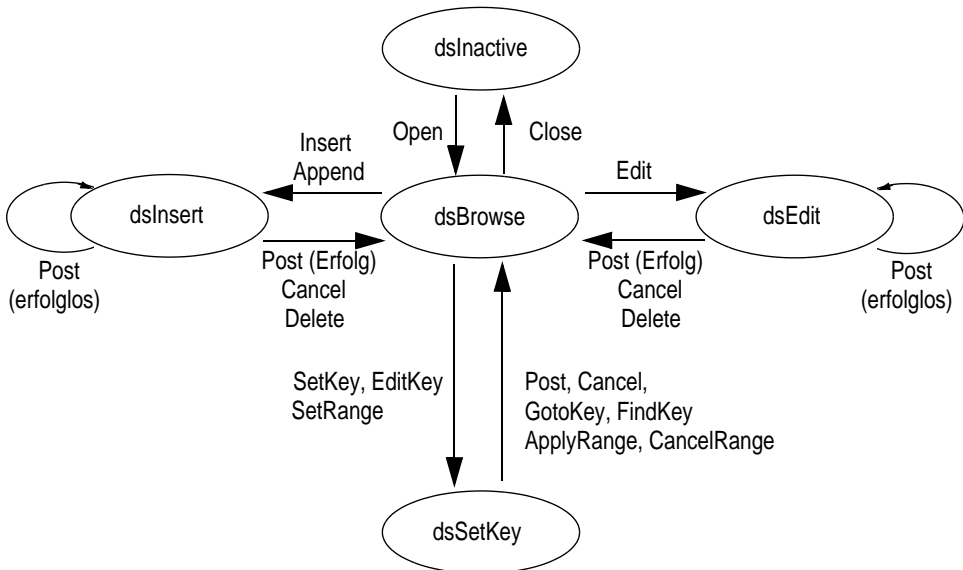 dsInactive
Open
Close
Insert
Append
Edit
dsInsert
dsBrowse
dsEdit
Post
(erfolglos)
Post (Erfolg)
Cancel
Delete
Post (Erfolg)
Cancel
Delete
Post
(erfolglos)
SetKey, EditKey
SetRange
Post, Cancel,
GotoKey, FindKey
ApplyRange, CancelRange
dsSetKey